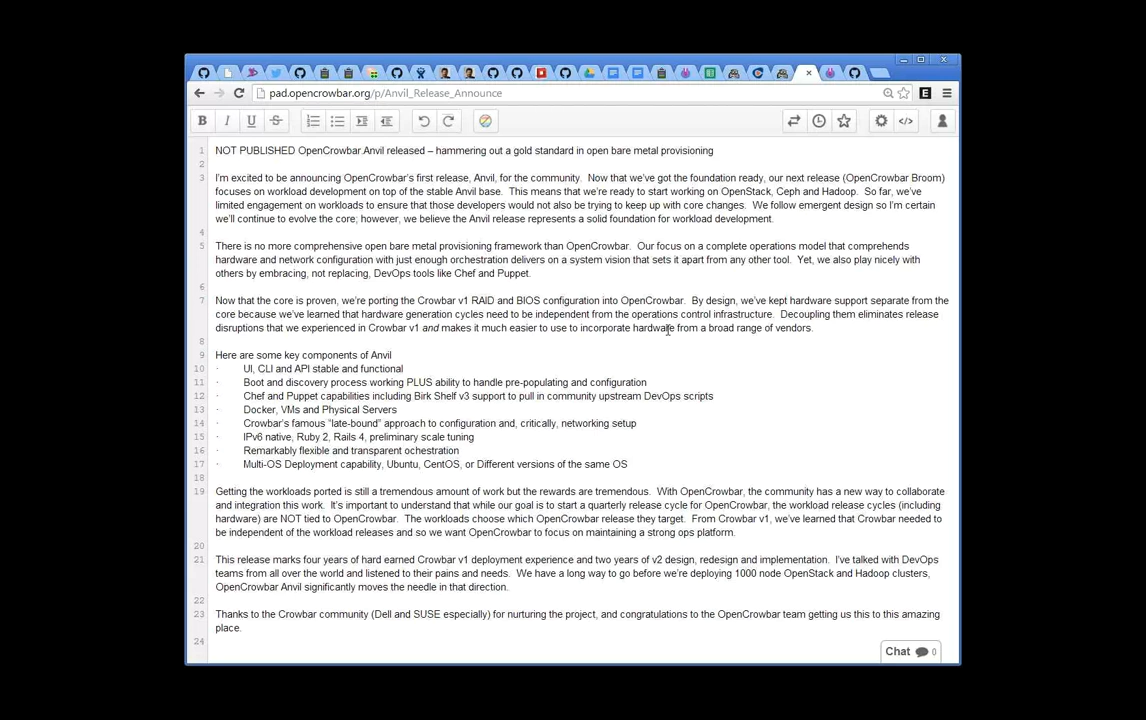 pad.opencrowbar.org/p/Anvil_Release_Announce
B I U S
1 NOT PUBLISHED OpenCrowbar.Anvil released – hammering out a gold standard in open bare metal provisioning
2
3 I'm excited to be announcing OpenCrowbar's first release, Anvil, for the community. Now that we've got the foundation ready, our next release (OpenCrowbar Broom)
focuses on workload development on top of the stable Anvil base. This means that we're ready to start working on OpenStack, Ceph and Hadoop. So far, we've
limited engagement on workloads to ensure that those developers would not also be trying to keep up with core changes. We follow emergent design so I'm certain
we'll continue to evolve the core; however, we believe the Anvil release represents a solid foundation for workload development.
4
5 There is no more comprehensive open bare metal provisioning framework than OpenCrowbar. Our focus on a complete operations model that comprehends
hardware and network configuration with just enough orchestration delivers on a system vision that sets it apart from any other tool. Yet, we also play nicely with
others by embracing, not replacing, DevOps tools like Chef and Puppet.
6
7 Now that the core is proven, we're porting the Crowbar v1 RAID and BIOS configuration into OpenCrowbar. By design, we've kept hardware support separate from the
core because we've learned that hardware generation cycles need to be independent from the operations control infrastructure. Decoupling them eliminates release
disruptions that we experienced in Crowbar v1 and makes it much easier to use to incorporate hardware from a broad range of vendors.
8
9 Here are some key components of Anvil
10 · UI, CLI and API stable and functional
11 · Boot and discovery process working PLUS ability to handle pre-populating and configuration
12 · Chef and Puppet capabilities including Birk Shelf v3 support to pull in community upstream DevOps scripts
13 · Docker, VMs and Physical Servers
14 · Crowbar's famous "late-bound" approach to configuration and, critically, networking setup
15 · IPv6 native, Ruby 2, Rails 4, preliminary scale tuning
16 · Remarkably flexible and transparent ochestration
17 · Multi-OS Deployment capability, Ubuntu, CentOS, or Different versions of the same OS
18
19 Getting the workloads ported is still a tremendous amount of work but the rewards are tremendous. With OpenCrowbar, the community has a new way to collaborate
and integration this work. It's important to understand that while our goal is to start a quarterly release cycle for OpenCrowbar, the workload release cycles (including
hardware) are NOT tied to OpenCrowbar. The workloads choose which OpenCrowbar release they target. From Crowbar v1, we've learned that Crowbar needed to
be independent of the workload releases and so we want OpenCrowbar to focus on maintaining a strong ops platform.
20
21 This release marks four years of hard earned Crowbar v1 deployment experience and two years of v2 design, redesign and implementation. I've talked with DevOps
teams from all over the world and listened to their pains and needs. We have a long way to go before we're deploying 1000 node OpenStack and Hadoop clusters,
OpenCrowbar Anvil significantly moves the needle in that direction.
22
23 Thanks to the Crowbar community (Dell and SUSE especially) for nurturing the project, and congratulations to the OpenCrowbar team getting us this to this amazing
place.
24
Chat 0